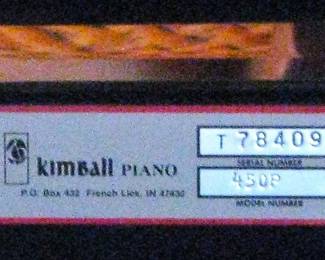 T 78409
SERIAL NUMBER
kimball PIANO
450P
P.O. Box 432 French Lick, IN 47432
MODEL NUMBER